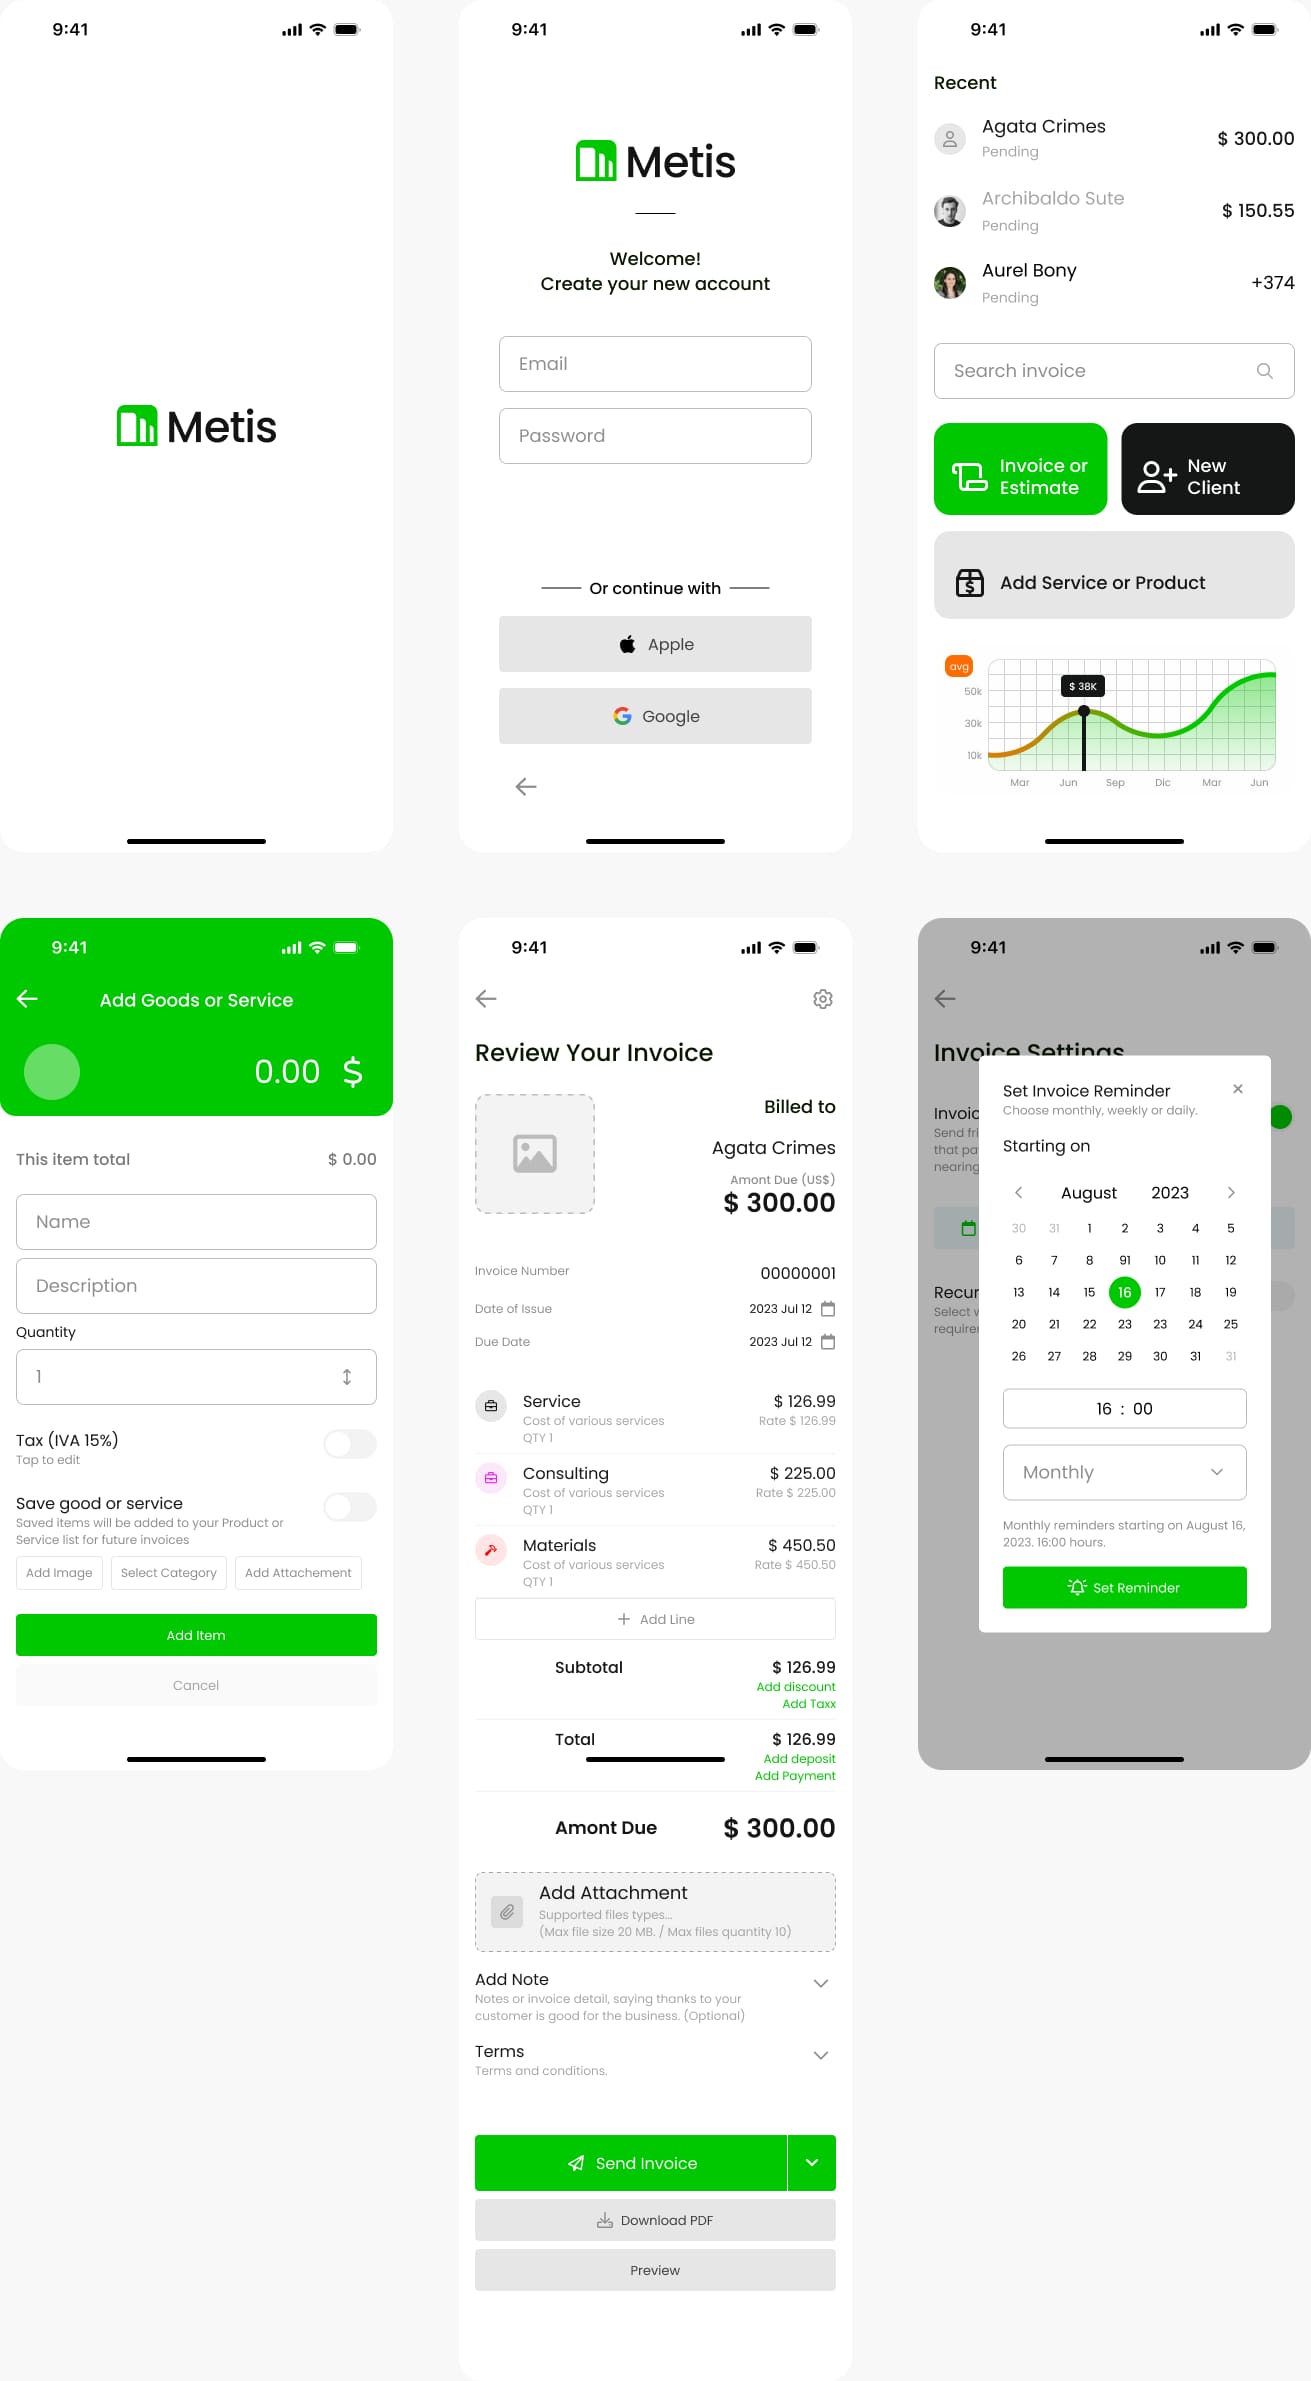 9:41
Metis
9:41
Metis
Welcome!
Create your new account
Email
Password
Or continue with
Apple
Google
9:41
Recent
Agata Crimes
Pending
$ 300.00
Archibaldo Sute
Pending
$ 150.55
Aurel Bony
Pending
+374
Search invoice
Invoice or
Estimate
New
Client
Add Service or Product
avg
$ 38K
50k
30k
10k
Mar Jun Sep Dic Mar Jun
9:41
Add Goods or Service
0.00 $
This item total $ 0.00
Name
Description
Quantity
1
Tax (IVA 15%)
Tap to edit
Save good or service
Saved items will be added to your Product or
Service list for future invoices
Add Image Select Category Add Attachement
Add Item
Cancel
9:41
Review Your Invoice
Billed to
Agata Crimes
Amont Due (US$)
$ 300.00
Invoice Number 00000001
Date of Issue 2023 Jul 12
Due Date 2023 Jul 12
Service $ 126.99
Cost of various services Rate $ 126.99
QTY 1
Consulting $ 225.00
Cost of various services Rate $ 225.00
QTY 1
Materials $ 450.50
Cost of various services Rate $ 450.50
QTY 1
Add Line
Subtotal $ 126.99
Add discount
Add Taxx
Total $ 126.99
Add deposit
Add Payment
Amont Due $ 300.00
Add Attachment
Supported files types...
(Max file size 20 MB. / Max files quantity 10)
Add Note
Notes or invoice detail, saying thanks to your
customer is good for the business. (Optional)
Terms
Terms and conditions.
Send Invoice
Download PDF
Preview
9:41
Invoice Settings
Invoic
Send fri
that pa
nearing
Recur
Select w
require
Set Invoice Reminder
Choose monthly, weekly or daily.
Starting on
August 2023
30 31 1 2 3 4 5
6 7 8 91 10 11 12
13 14 15 16 17 18 19
20 21 22 23 23 24 25
26 27 28 29 30 31 31
16 : 00
Monthly
Monthly reminders starting on August 16,
2023. 16:00 hours.
Set Reminder